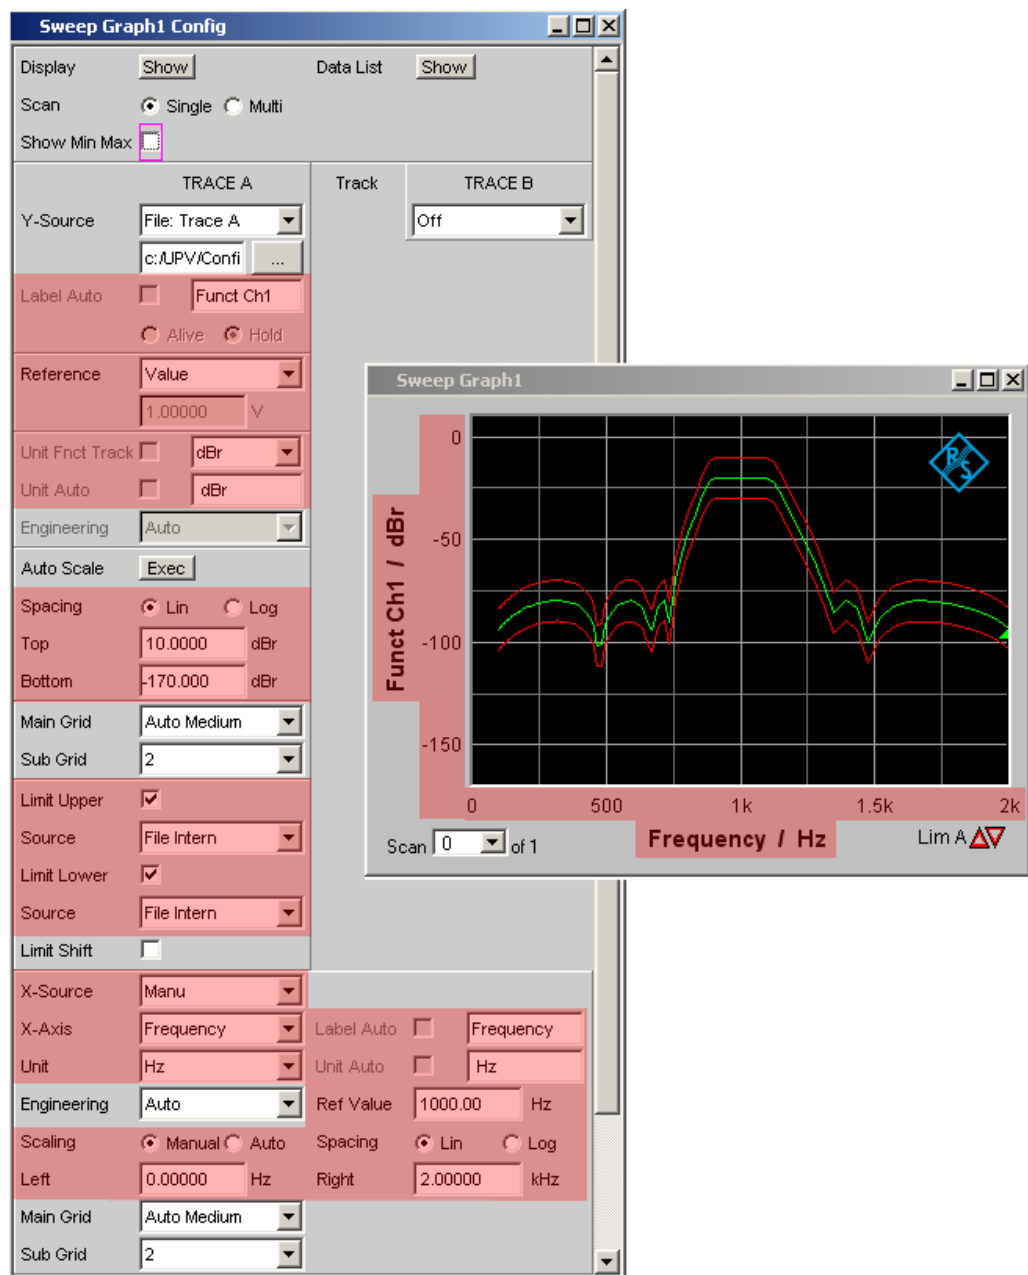 Sweep Graph1 Config
Display Show Data List Show
Scan Single Multi
Show Min Max
TRACE A Track TRACE B
Y-Source File: Trace A Off
c:/UPV/Confi ...
Label Auto Funct Ch1
Alive Hold
Reference Value
1.00000 V
Unit Fnct Track dBr
Unit Auto dBr
Engineering Auto
Auto Scale Exec
Spacing Lin Log
Top 10.0000 dBr
Bottom -170.000 dBr
Main Grid Auto Medium
Sub Grid 2
Limit Upper
Source File Intern
Limit Lower
Source File Intern
Limit Shift
X-Source Manu
X-Axis Frequency Label Auto Frequency
Unit Hz Unit Auto Hz
Engineering Auto Ref Value 1000.00 Hz
Scaling Manual Auto Spacing Lin Log
Left 0.00000 Hz Right 2.00000 kHz
Main Grid Auto Medium
Sub Grid 2
Sweep Graph1
R S
Funct Ch1 / dBr
0
-50
-100
-150
0 500 1k 1.5k 2k
Frequency / Hz
Scan 0 of 1
Lim A